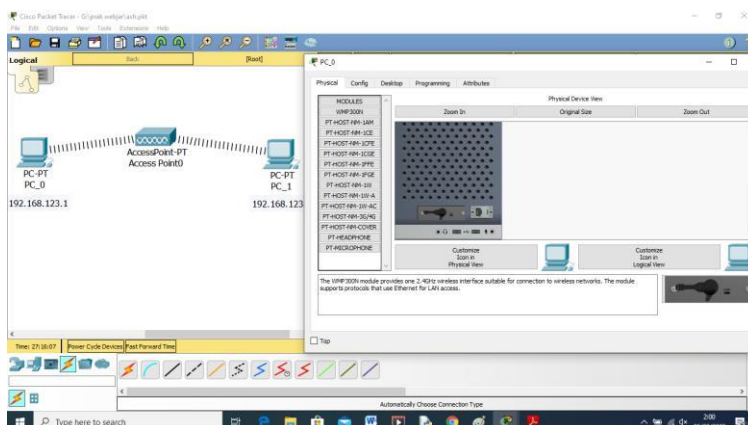 Cisco Packet Tracer - G:\prak webjar\asti.pkt
File Edit Options View Tools Extensions Help
Logical
Back
[Root]
PC_0
Physical Config Desktop Programming Attributes
MODULES
WMP300N
PT-HOST-NM-1AM
PT-HOST-NM-1CE
PT-HOST-NM-1CFE
PT-HOST-NM-1CGE
PT-HOST-NM-1FFE
PT-HOST-NM-1FGE
PT-HOST-NM-1W
PT-HOST-NM-1W-A
PT-HOST-NM-1W-AC
PT-HOST-NM-3G/4G
PT-HOST-NM-COVER
PT-HEADPHONE
PT-MICROPHONE
Physical Device View
Zoom In
Original Size
Zoom Out
AccessPoint-PT
Access Point0
PC-PT
PC_0
192.168.123.1
PC-PT
PC_1
192.168.123
Customize
Icon in
Physical View
Customize
Icon in
Logical View
The WMP300N module provides one 2.4GHz wireless interface suitable for connection to wireless networks. The module
supports protocols that use Ethernet for LAN access.
Top
Time: 27:16:07
Power Cycle Devices
Fast Forward Time
Automatically Choose Connection Type
Type here to search
2:00